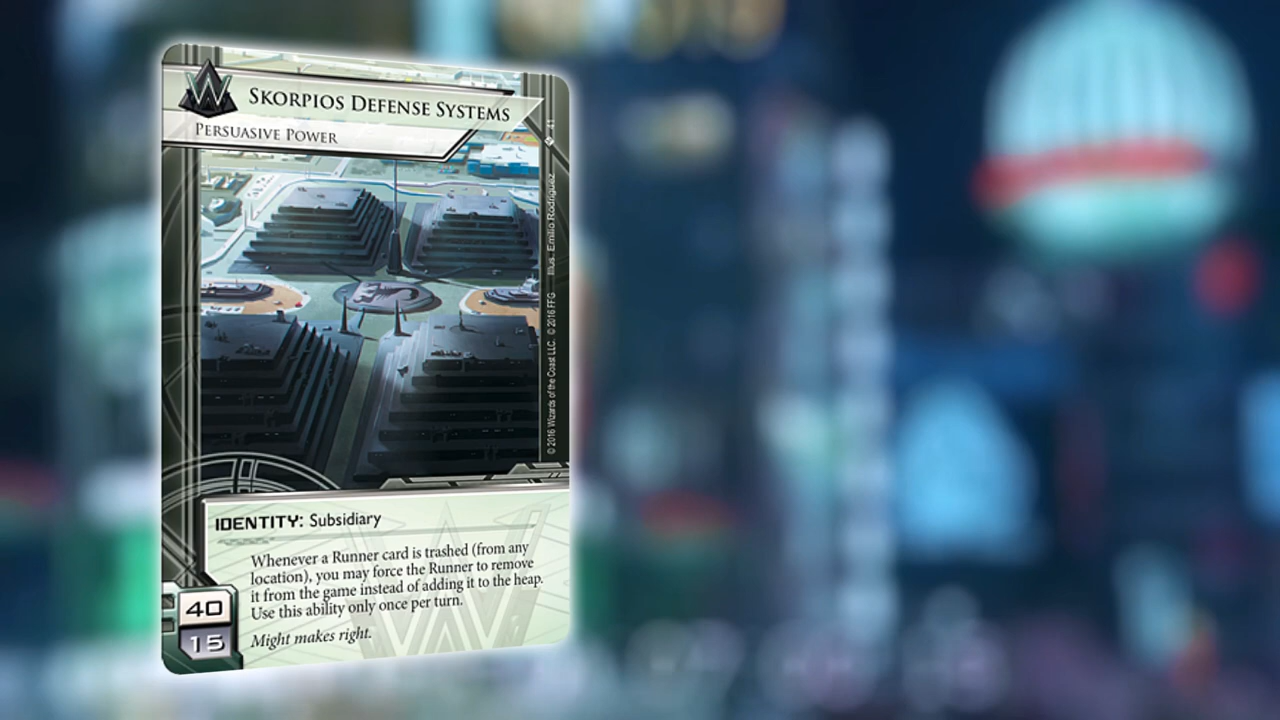 SKORPIOS DEFENSE SYSTEMS
PERSUASIVE POWER
41
Illus. Emilio Rodríguez
© 2016 Wizards of the Coast LLC. © 2016 FFG
IDENTITY: Subsidiary
Whenever a Runner card is trashed (from any
location), you may force the Runner to remove
it from the game instead of adding it to the heap.
Use this ability only once per turn.
Might makes right.
40
15